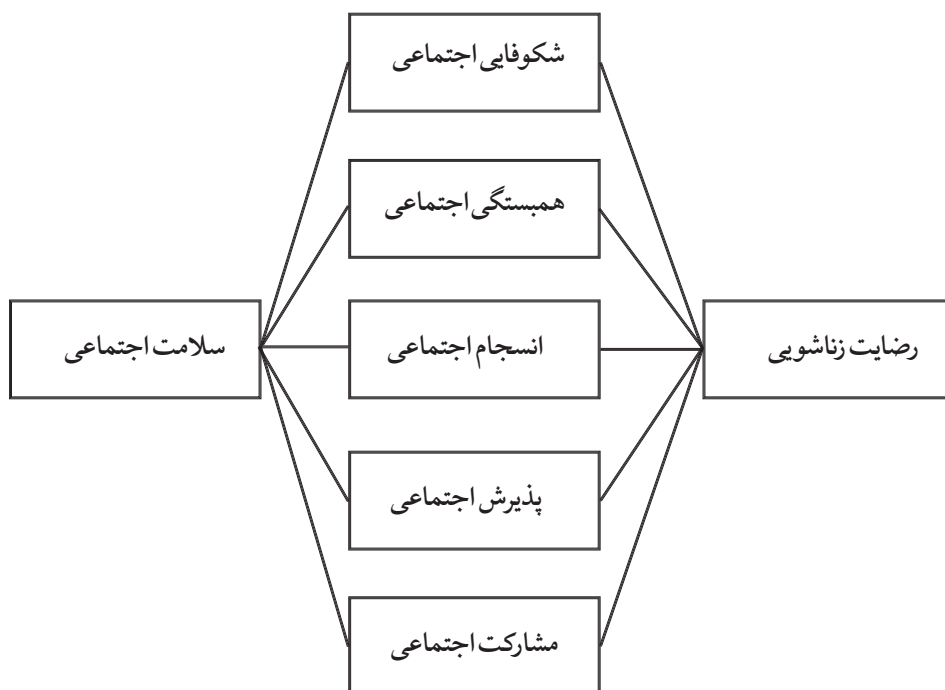 شکوفایی اجتماعی
همبستگی اجتماعی
رضایت زناشویی
انسجام اجتماعی
سلامت اجتماعی
پذیرش اجتماعی
مشارکت اجتماعی